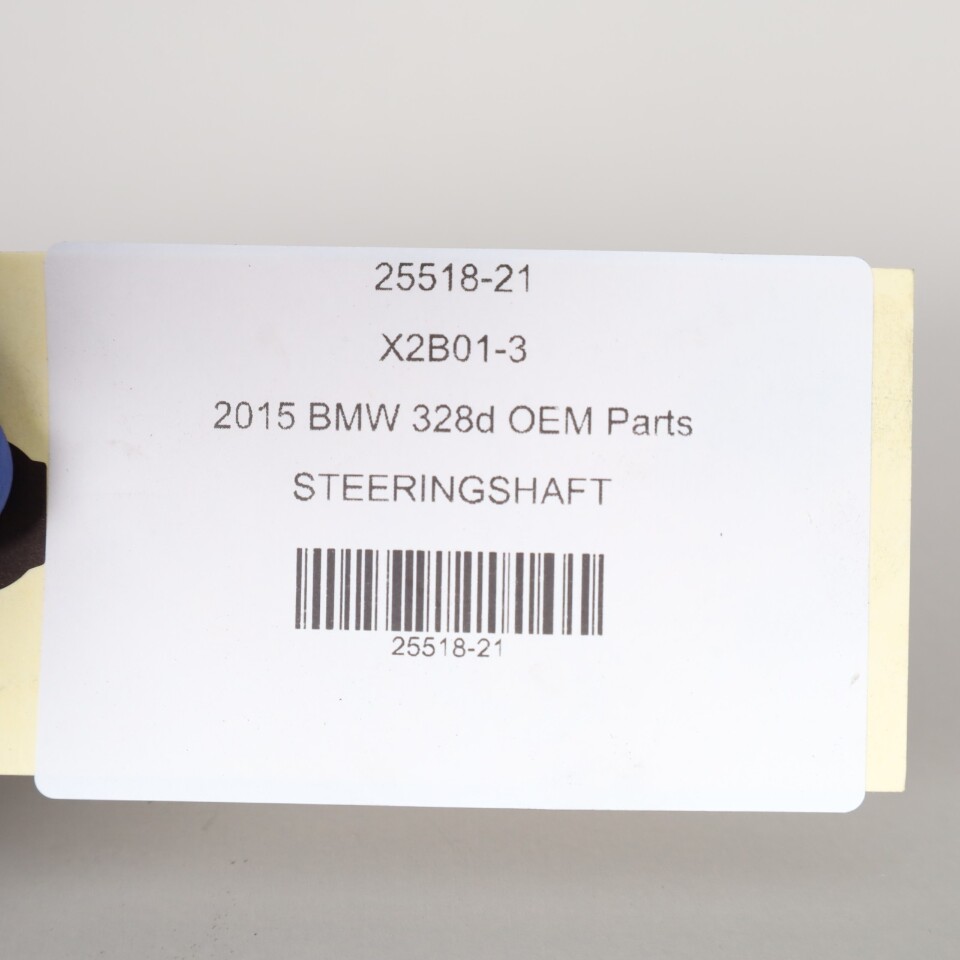 25518-21
X2B01-3
2015 BMW 328d OEM Parts
STEERINGSHAFT
25518-21